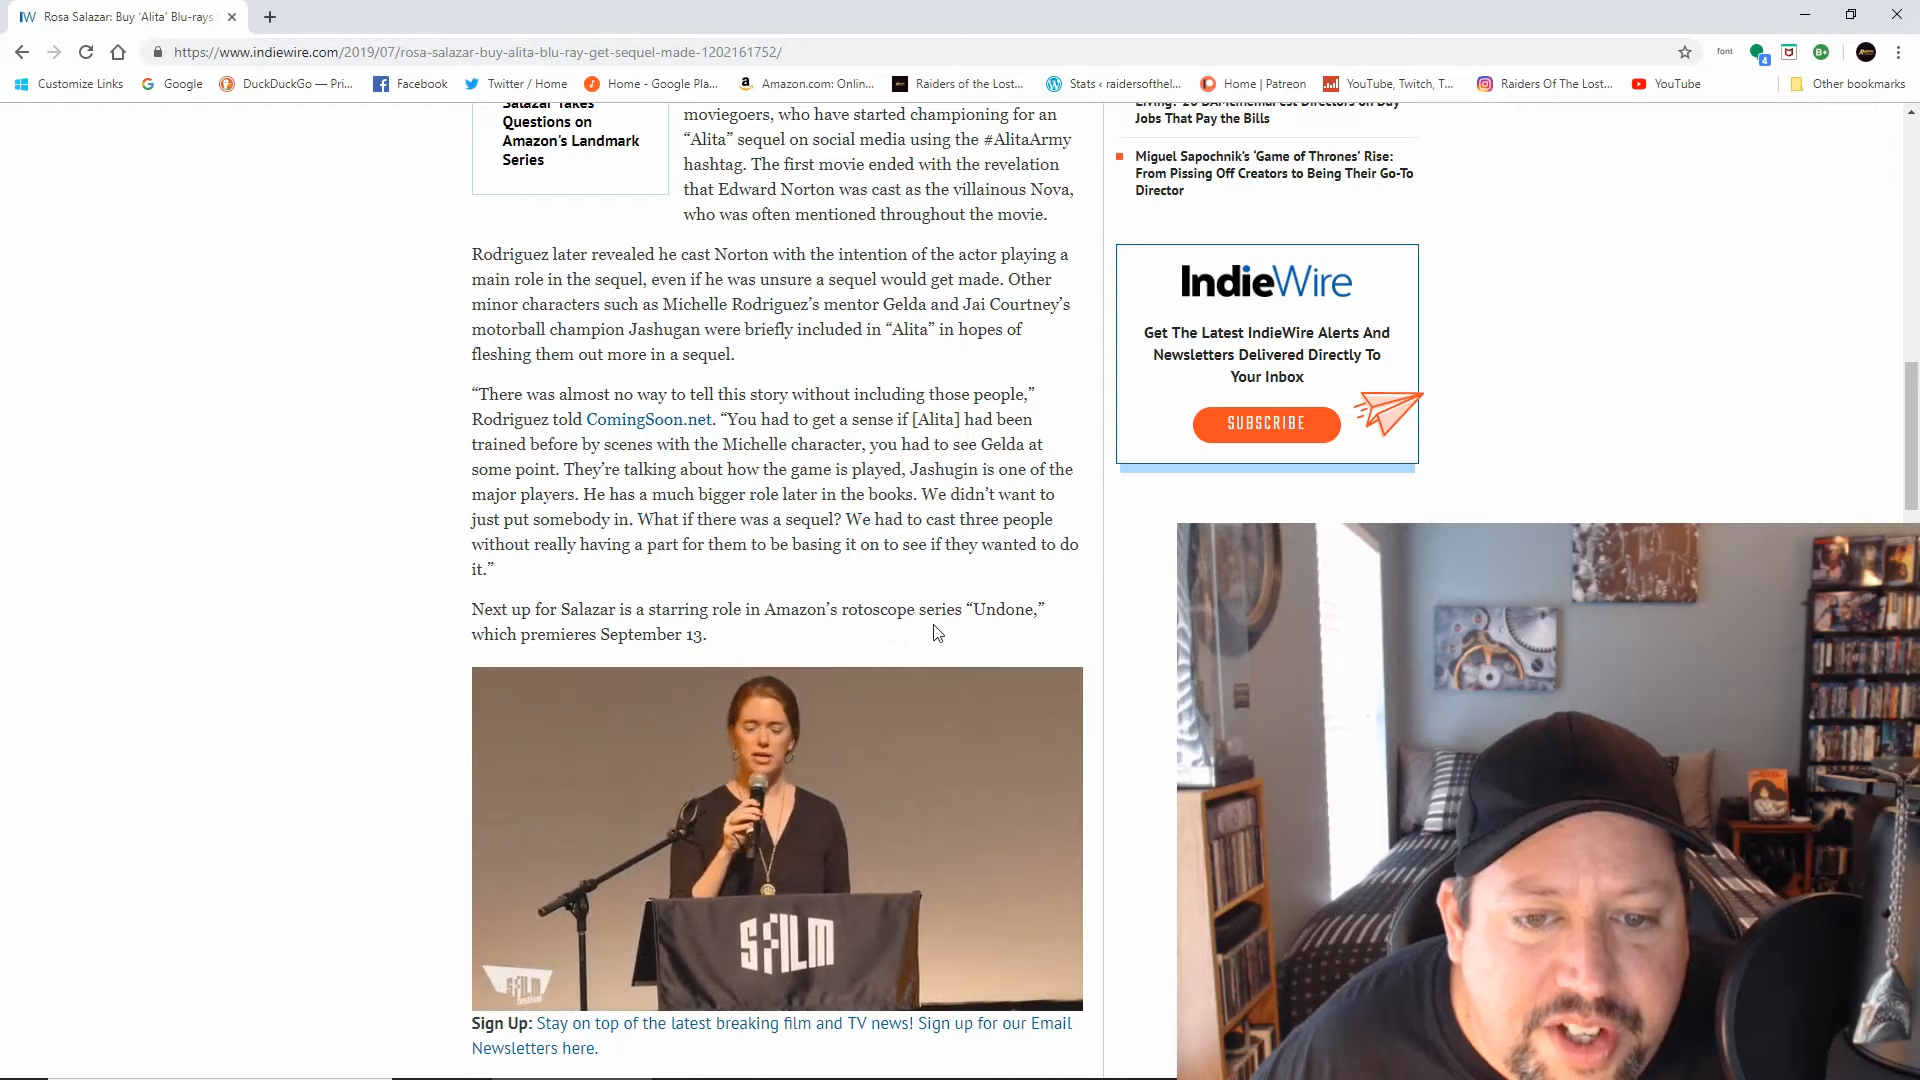 Rosa Salazar: Buy 'Alita' Blu-rays
https://www.indiewire.com/2019/07/rosa-salazar-buy-alita-blu-ray-get-sequel-made-1202161752/
font
4
B+
Customize Links
Google
DuckDuckGo — Pri...
Facebook
Twitter / Home
Home - Google Pla...
Amazon.com: Onlin...
Raiders of the Lost...
Stats ‹ raidersofthel...
Home | Patreon
YouTube, Twitch, T...
Raiders Of The Lost...
YouTube
Other bookmarks
Salazar Takes
Questions on
Amazon's Landmark
Series
moviegoers, who have started championing for an
“Alita” sequel on social media using the #AlitaArmy
hashtag. The first movie ended with the revelation
that Edward Norton was cast as the villainous Nova,
who was often mentioned throughout the movie.
Rodriguez later revealed he cast Norton with the intention of the actor playing a
main role in the sequel, even if he was unsure a sequel would get made. Other
minor characters such as Michelle Rodriguez’s mentor Gelda and Jai Courtney’s
motorball champion Jashugan were briefly included in “Alita” in hopes of
fleshing them out more in a sequel.
“There was almost no way to tell this story without including those people,”
Rodriguez told ComingSoon.net. “You had to get a sense if [Alita] had been
trained before by scenes with the Michelle character, you had to see Gelda at
some point. They’re talking about how the game is played, Jashugin is one of the
major players. He has a much bigger role later in the books. We didn’t want to
just put somebody in. What if there was a sequel? We had to cast three people
without really having a part for them to be basing it on to see if they wanted to do
it.”
Next up for Salazar is a starring role in Amazon’s rotoscope series “Undone,”
which premieres September 13.
SFILM
SFILM
festival
Sign Up: Stay on top of the latest breaking film and TV news! Sign up for our Email
Newsletters here.
Living: 20 BAMcinemaFest Directors on Day
Jobs That Pay the Bills
Miguel Sapochnik’s ‘Game of Thrones’ Rise:
From Pissing Off Creators to Being Their Go-To
Director
IndieWire
Get The Latest IndieWire Alerts And
Newsletters Delivered Directly To
Your Inbox
SUBSCRIBE